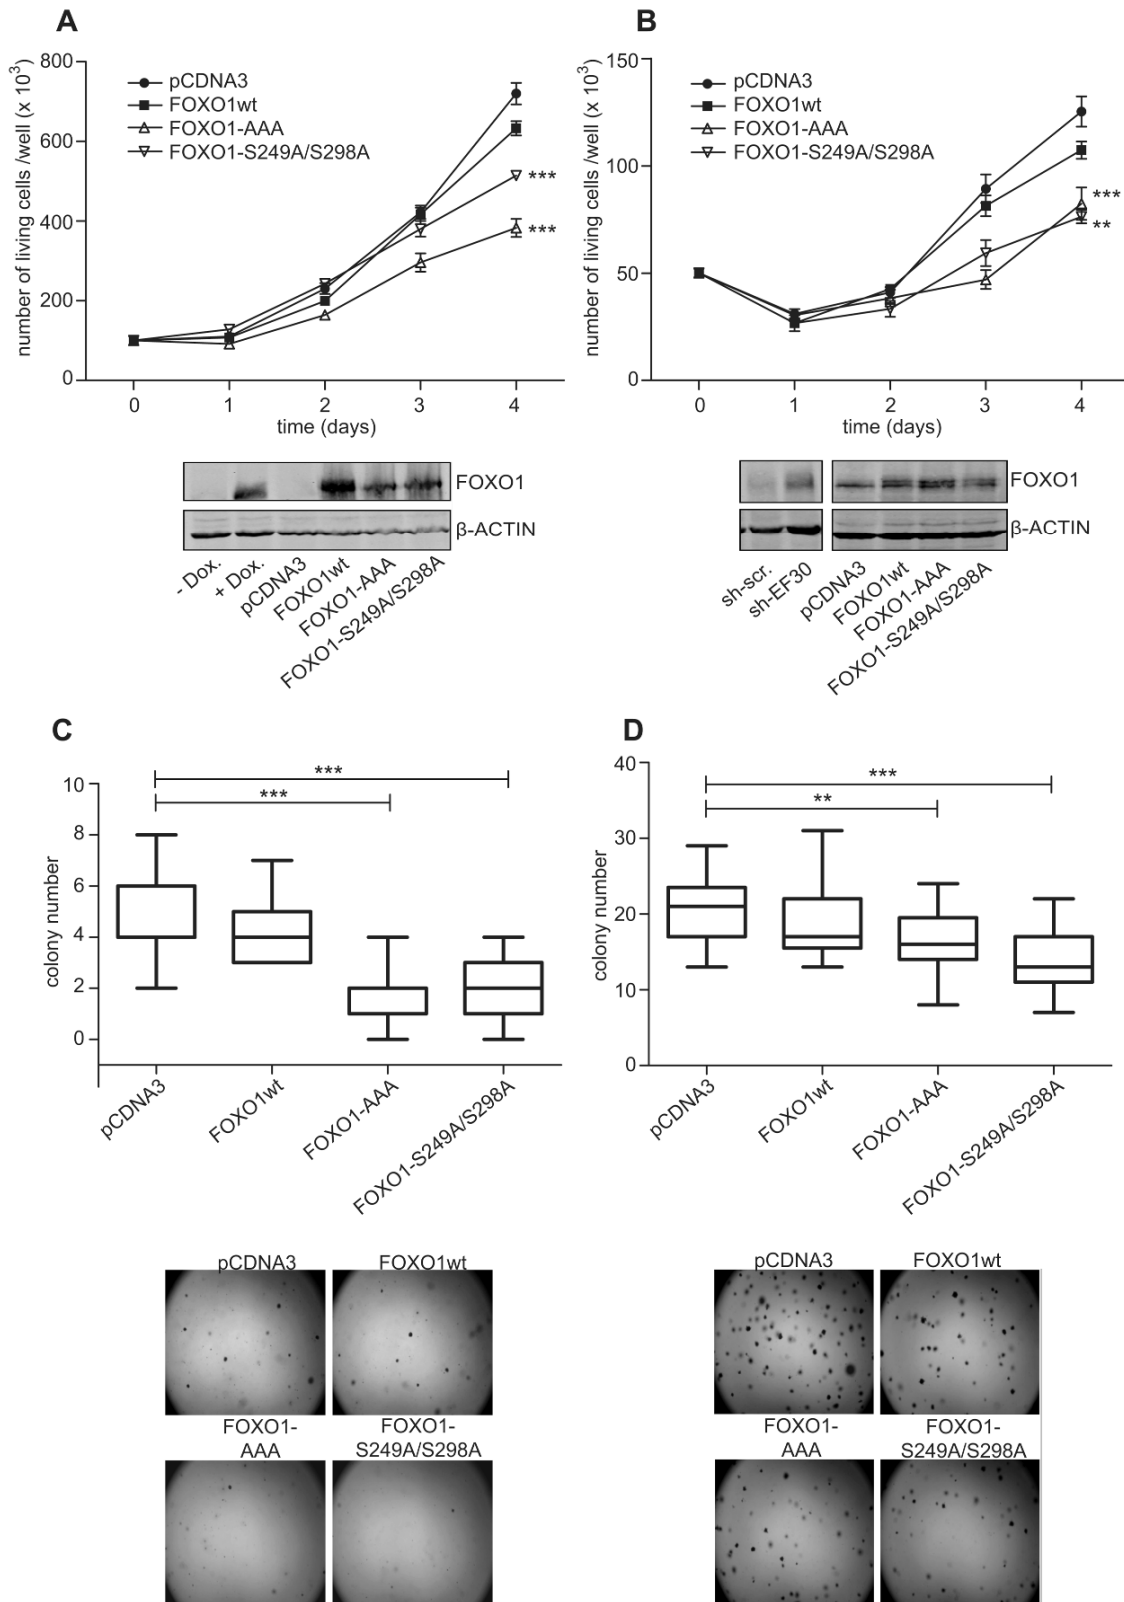 A
number of living cells /well (x 10³)
800
600
400
200
0
pCDNA3
FOXO1wt
FOXO1-AAA
FOXO1-S249A/S298A
***
***
0 1 2 3 4
time (days)
FOXO1
β-ACTIN
- Dox.
+ Dox.
pCDNA3
FOXO1wt
FOXO1-AAA
FOXO1-S249A/S298A
B
number of living cells /well (x 10³)
150
100
50
0
pCDNA3
FOXO1wt
FOXO1-AAA
FOXO1-S249A/S298A
***
**
0 1 2 3 4
time (days)
FOXO1
β-ACTIN
sh-scr.
sh-EF30
pCDNA3
FOXO1wt
FOXO1-AAA
FOXO1-S249A/S298A
C
colony number
10
8
6
4
2
0
***
***
pCDNA3
FOXO1wt
FOXO1-AAA
FOXO1-S249A/S298A
pCDNA3
FOXO1wt
FOXO1-
AAA
FOXO1-
S249A/S298A
D
colony number
40
30
20
10
0
***
**
pCDNA3
FOXO1wt
FOXO1-AAA
FOXO1-S249A/S298A
pCDNA3
FOXO1wt
FOXO1-
AAA
FOXO1-
S249A/S298A